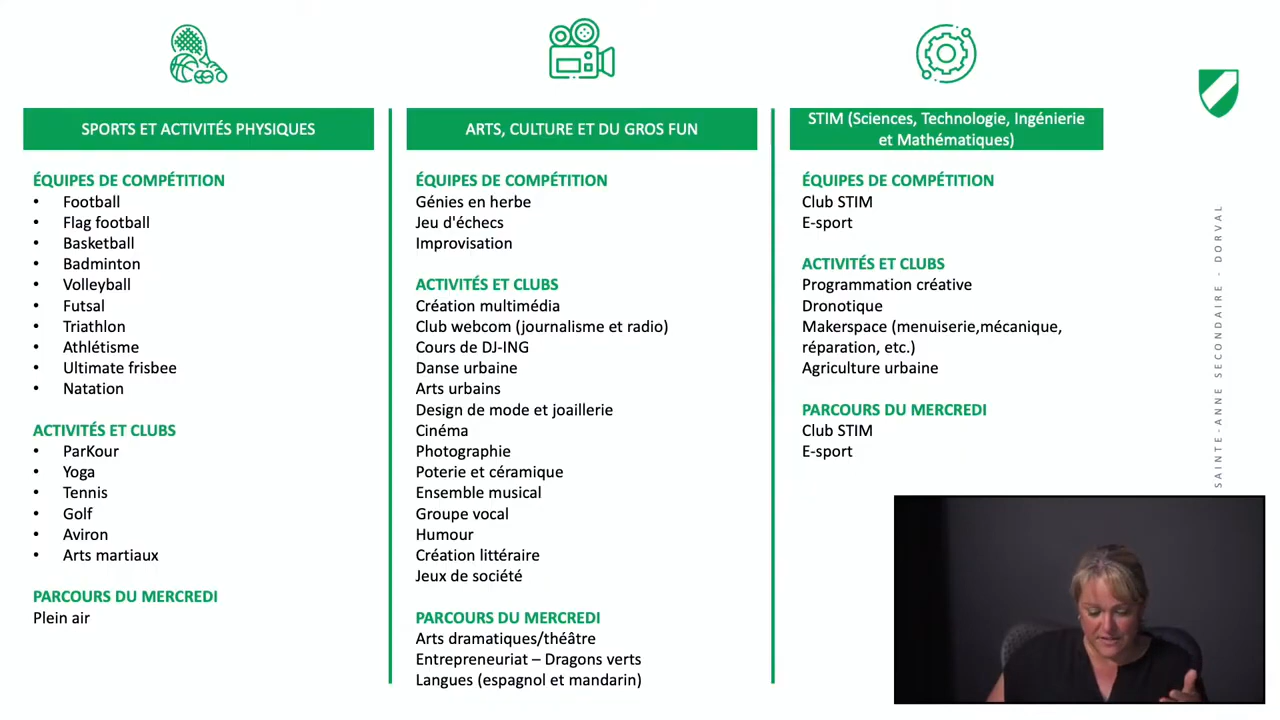 SPORTS ET ACTIVITÉS PHYSIQUES
ÉQUIPES DE COMPÉTITION
• Football
• Flag football
• Basketball
• Badminton
• Volleyball
• Futsal
• Triathlon
• Athlétisme
• Ultimate frisbee
• Natation
ACTIVITÉS ET CLUBS
• ParKour
• Yoga
• Tennis
• Golf
• Aviron
• Arts martiaux
PARCOURS DU MERCREDI
Plein air
ARTS, CULTURE ET DU GROS FUN
ÉQUIPES DE COMPÉTITION
Génies en herbe
Jeu d'échecs
Improvisation
ACTIVITÉS ET CLUBS
Création multimédia
Club webcom (journalisme et radio)
Cours de DJ-ING
Danse urbaine
Arts urbains
Design de mode et joaillerie
Cinéma
Photographie
Poterie et céramique
Ensemble musical
Groupe vocal
Humour
Création littéraire
Jeux de société
PARCOURS DU MERCREDI
Arts dramatiques/théâtre
Entrepreneuriat – Dragons verts
Langues (espagnol et mandarin)
STIM (Sciences, Technologie, Ingénierie
et Mathématiques)
ÉQUIPES DE COMPÉTITION
Club STIM
E-sport
ACTIVITÉS ET CLUBS
Programmation créative
Dronotique
Makerspace (menuiserie,mécanique,
réparation, etc.)
Agriculture urbaine
PARCOURS DU MERCREDI
Club STIM
E-sport
SAINTE-ANNE SECONDAIRE - DORVAL